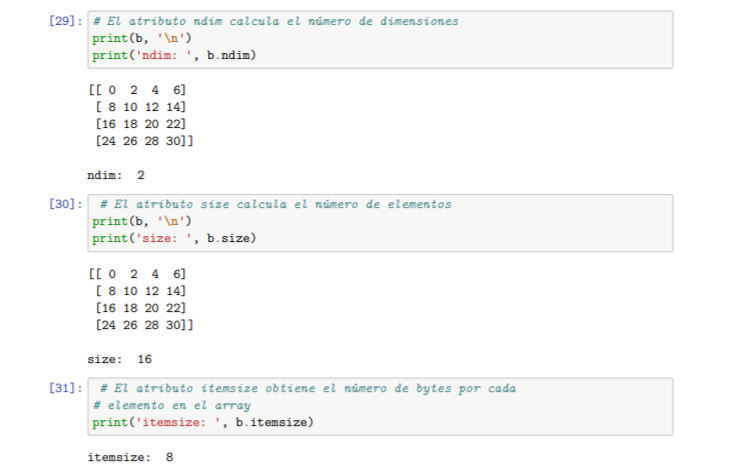 [29]: # El atributo ndim calcula el número de dimensiones
print(b, '\n')
print('ndim: ', b.ndim)
[[ 0  2  4  6]
 [ 8 10 12 14]
 [16 18 20 22]
 [24 26 28 30]]
ndim:  2
[30]: # El atributo size calcula el número de elementos
print(b, '\n')
print('size: ', b.size)
[[ 0  2  4  6]
 [ 8 10 12 14]
 [16 18 20 22]
 [24 26 28 30]]
size:  16
[31]: # El atributo itemsize obtiene el número de bytes por cada
# elemento en el array
print('itemsize: ', b.itemsize)
itemsize:  8